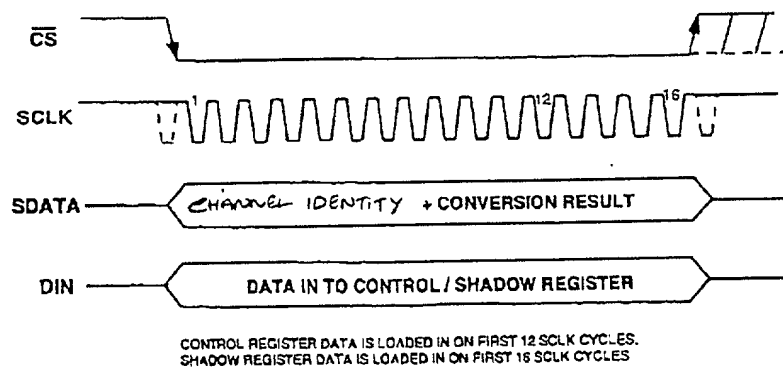 CS
1 12 16
SCLK
SDATA CHANNEL IDENTITY + CONVERSION RESULT
DIN DATA IN TO CONTROL / SHADOW REGISTER
CONTROL REGISTER DATA IS LOADED IN ON FIRST 12 SCLK CYCLES.
SHADOW REGISTER DATA IS LOADED IN ON FIRST 16 SCLK CYCLES